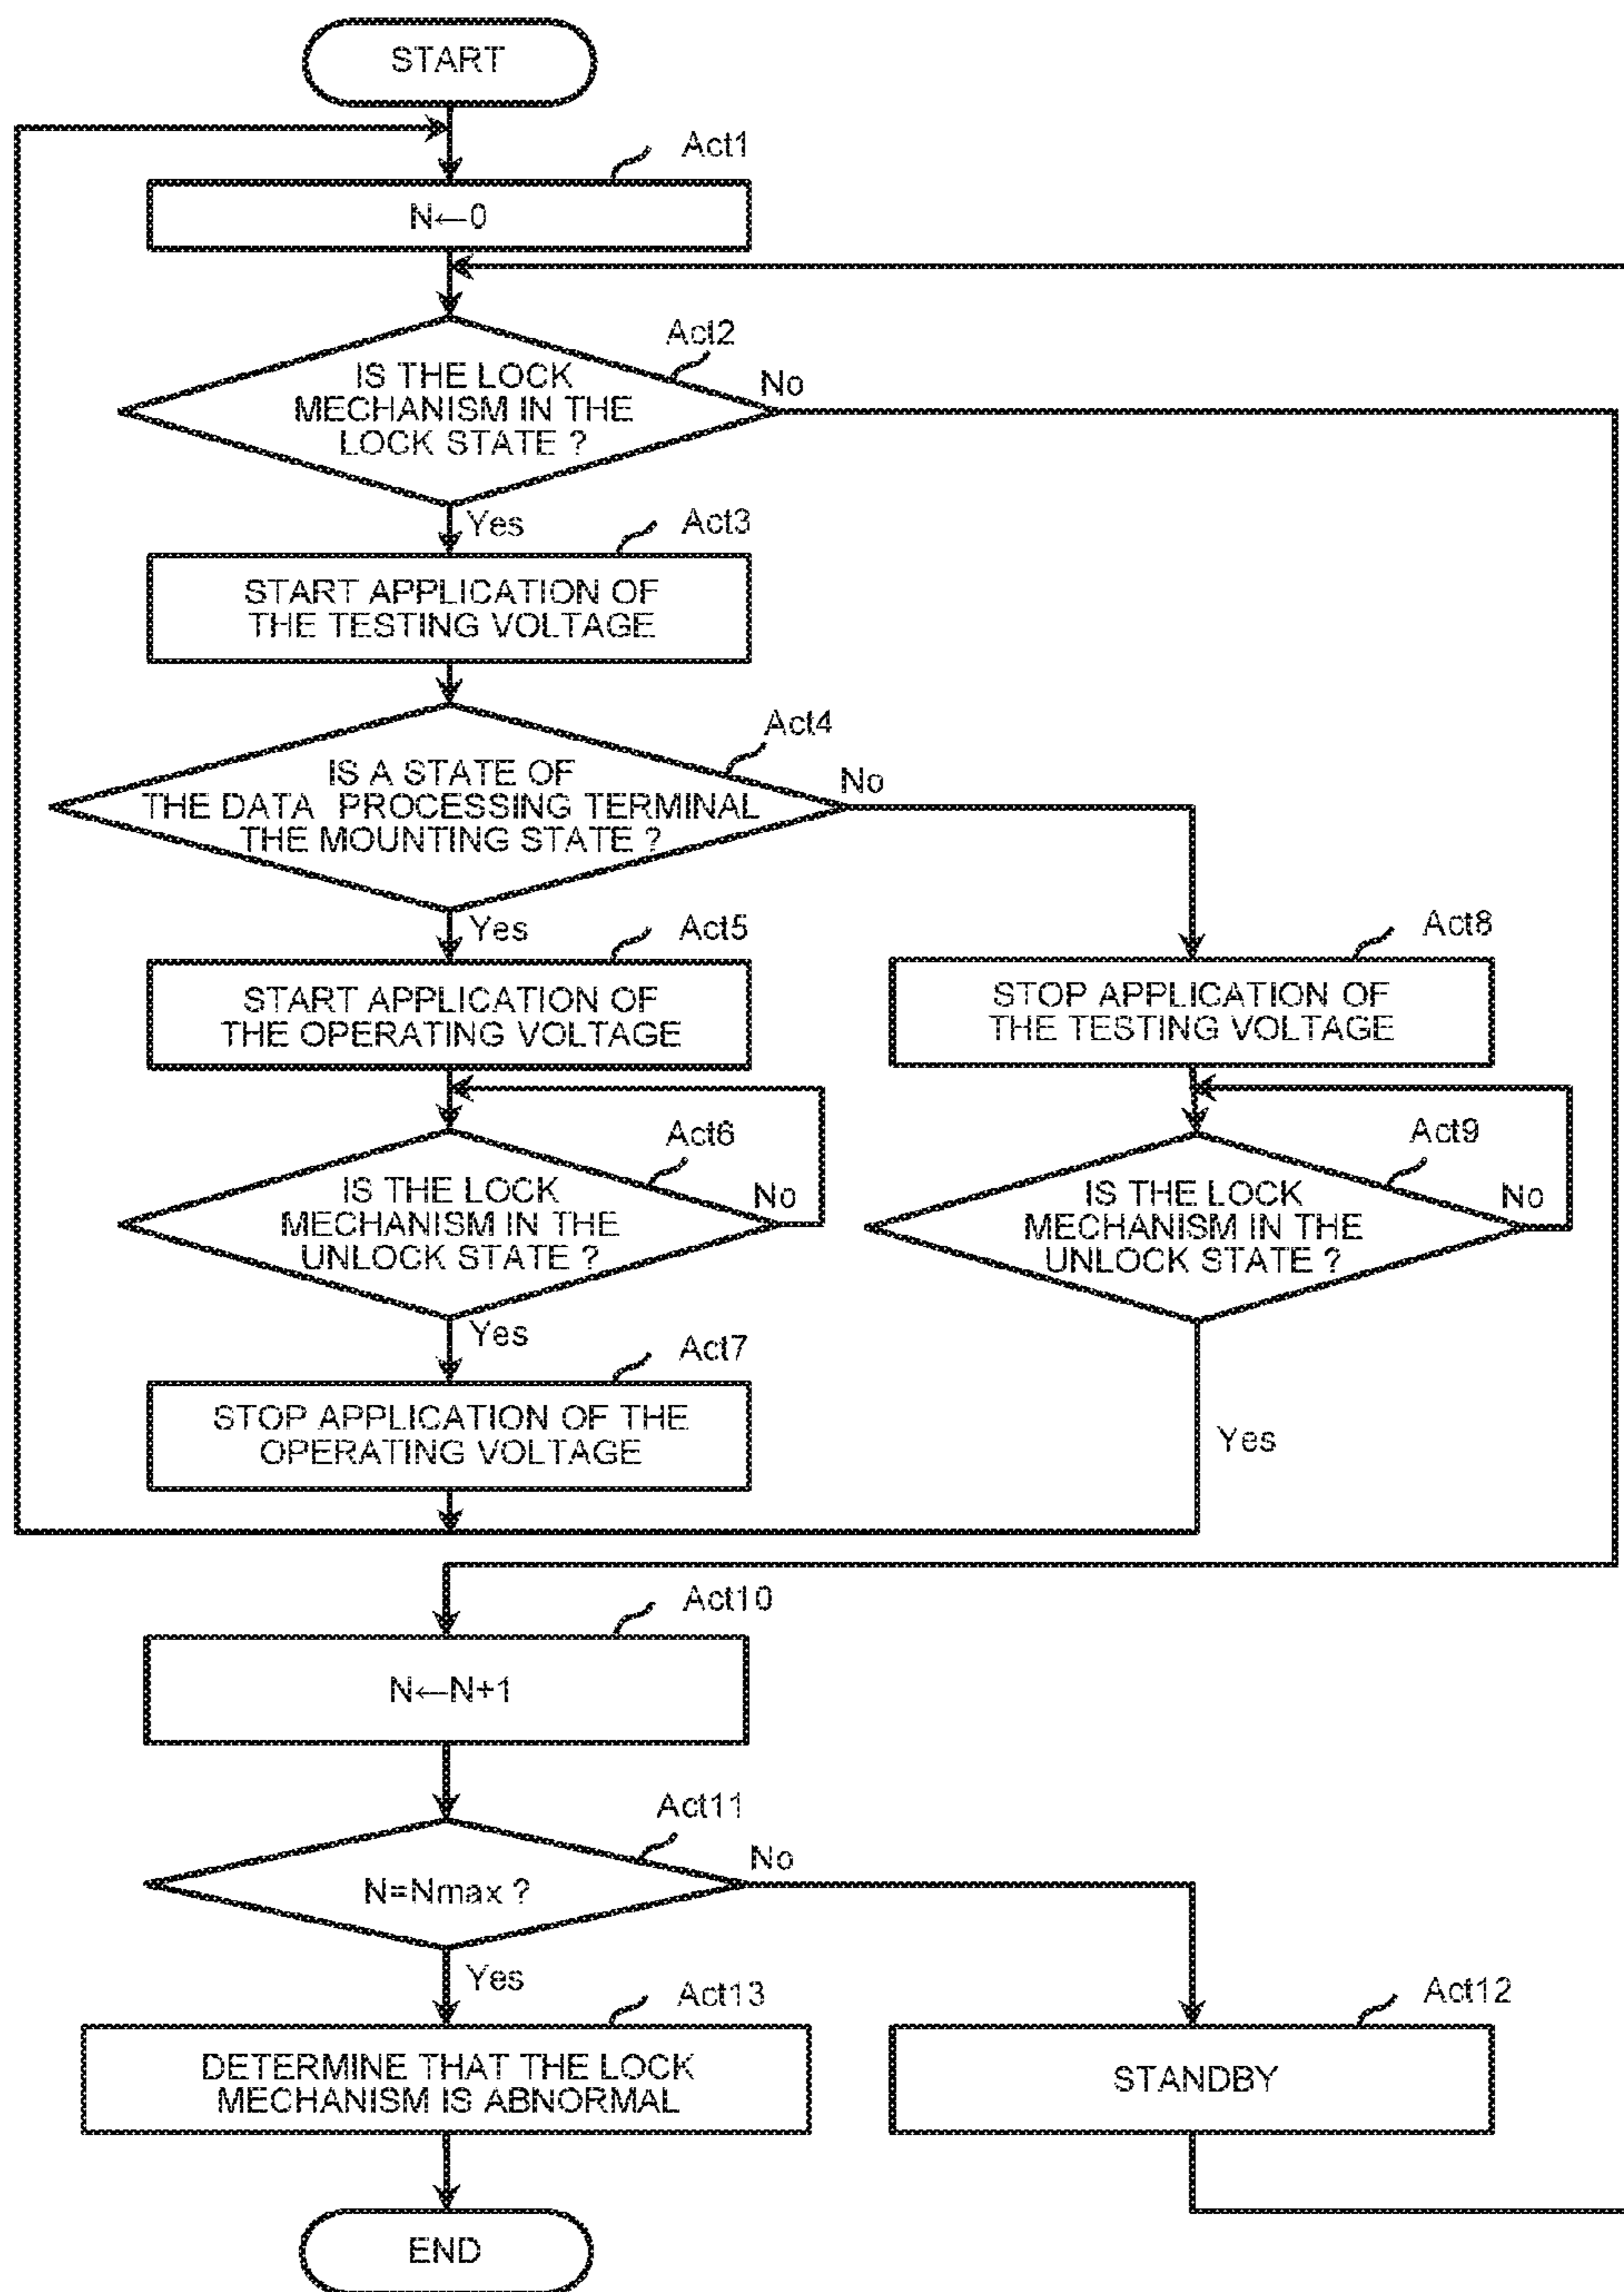 START
Act1
N←0
Act2
IS THE LOCK
MECHANISM IN THE
LOCK STATE ?
No
Yes
Act3
START APPLICATION OF
THE TESTING VOLTAGE
Act4
IS A STATE OF
THE DATA PROCESSING TERMINAL
THE MOUNTING STATE ?
No
Yes
Act5
START APPLICATION OF
THE OPERATING VOLTAGE
Act8
STOP APPLICATION OF
THE TESTING VOLTAGE
Act6
IS THE LOCK
MECHANISM IN THE
UNLOCK STATE ?
No
Act9
IS THE LOCK
MECHANISM IN THE
UNLOCK STATE ?
No
Yes
Act7
STOP APPLICATION OF THE
OPERATING VOLTAGE
Yes
Act10
N←N+1
Act11
N=Nmax ?
No
Yes
Act13
DETERMINE THAT THE LOCK
MECHANISM IS ABNORMAL
Act12
STANDBY
END